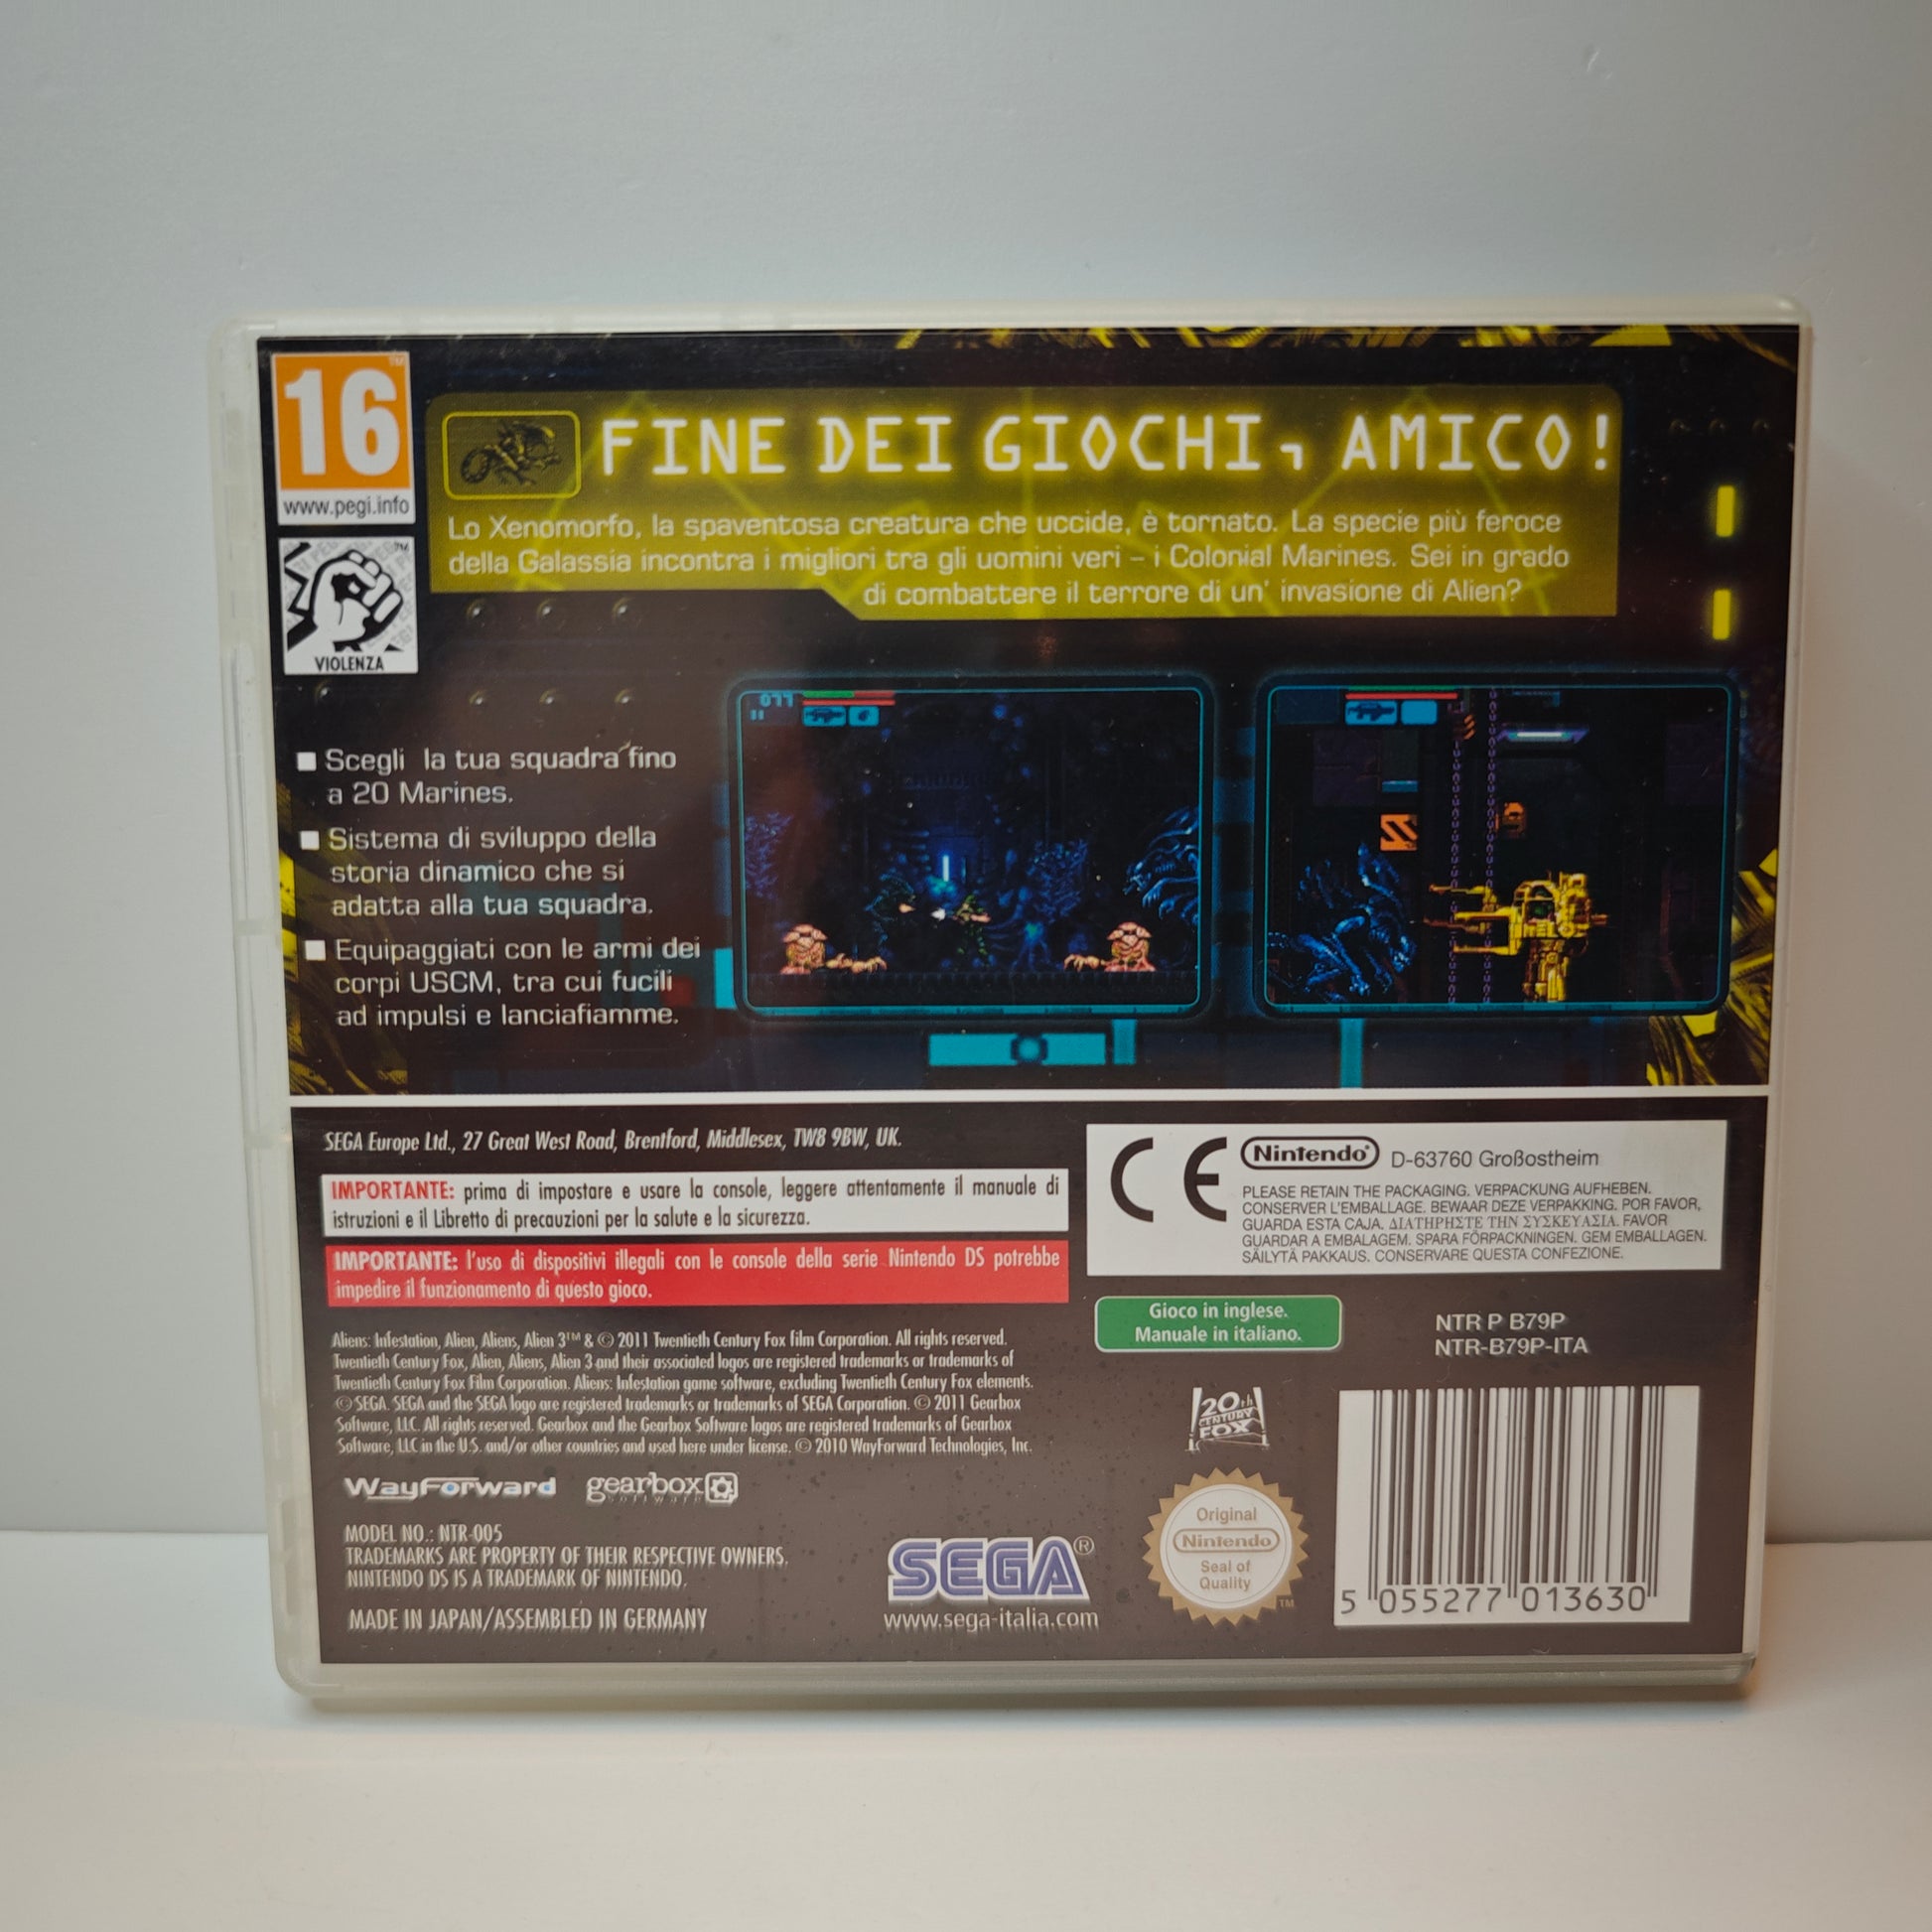 16
www.pegi.info
VIOLENZA
FINE DEI GIOCHI, AMICO!
Lo Xenomorfo, la spaventosa creatura che uccide, è tornato. La specie più feroce
della Galassia incontra i migliori tra gli uomini veri – i Colonial Marines. Sei in grado
di combattere il terrore di un' invasione di Alien?
Scegli la tua squadra fino
a 20 Marines.
Sistema di sviluppo della
storia dinamico che si
adatta alla tua squadra.
Equipaggiati con le armi dei
corpi USCM, tra cui fucili
ad impulsi e lanciafiamme.
077
SEGA Europe Ltd., 27 Great West Road, Brentford, Middlesex, TW8 9BW, UK.
IMPORTANTE: prima di impostare e usare la console, leggere attentamente il manuale di
istruzioni e il Libretto di precauzioni per la salute e la sicurezza.
IMPORTANTE: l'uso di dispositivi illegali con le console della serie Nintendo DS potrebbe
impedire il funzionamento di questo gioco.
Aliens: Infestation, Alien, Aliens, Alien 3™ & © 2011 Twentieth Century Fox Film Corporation. All rights reserved.
Twentieth Century Fox, Alien, Aliens, Alien 3 and their associated logos are registered trademarks or trademarks of
Twentieth Century Fox Film Corporation. Aliens: Infestation game software, excluding Twentieth Century Fox elements.
© SEGA. SEGA and the SEGA logo are registered trademarks or trademarks of SEGA Corporation. © 2011 Gearbox
Software, LLC. All rights reserved. Gearbox and the Gearbox Software logos are registered trademarks of Gearbox
Software, LLC in the U.S. and/or other countries and used here under license. © 2010 WayForward Technologies, Inc.
WayForward gearbox software
MODEL NO.: NTR-005
TRADEMARKS ARE PROPERTY OF THEIR RESPECTIVE OWNERS.
NINTENDO DS IS A TRADEMARK OF NINTENDO.
MADE IN JAPAN/ASSEMBLED IN GERMANY
SEGA®
www.sega-italia.com
CE Nintendo® D-63760 Großostheim
PLEASE RETAIN THE PACKAGING. VERPACKUNG AUFHEBEN.
CONSERVER L'EMBALLAGE. BEWAAR DEZE VERPAKKING. POR FAVOR,
GUARDA ESTA CAJA. ΔΙΑΤΗΡΗΣΤΕ ΤΗΝ ΣΥΣΚΕΥΑΣΙΑ. FAVOR
GUARDAR A EMBALAGEM. SPARA FÖRPACKNINGEN. GEM EMBALLAGEN.
SÄILYTÄ PAKKAUS. CONSERVARE QUESTA CONFEZIONE.
Gioco in inglese.
Manuale in italiano.
NTR P B79P
NTR-B79P-ITA
20th
CENTURY
FOX
Original
Nintendo
Seal of
Quality
TM
5 055277 013630